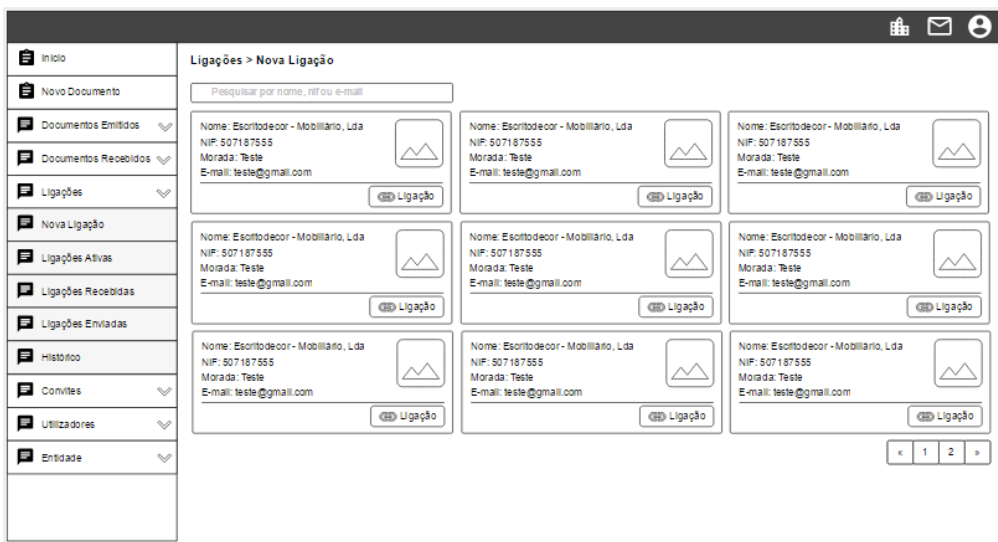 Início
Novo Documento
Documentos Emitidos
Documentos Recebidos
Ligações
Nova Ligação
Ligações Ativas
Ligações Recebidas
Ligações Enviadas
Histórico
Convites
Utilizadores
Entidade
Ligações > Nova Ligação
Pesquisar por nome, nif ou e-mail
Nome: Escritodecor - Mobiliário, Lda
NIF: 507187555
Morada: Teste
E-mail: teste@gmail.com
Ligação
Nome: Escritodecor - Mobiliário, Lda
NIF: 507187555
Morada: Teste
E-mail: teste@gmail.com
Ligação
Nome: Escritodecor - Mobiliário, Lda
NIF: 507187555
Morada: Teste
E-mail: teste@gmail.com
Ligação
Nome: Escritodecor - Mobiliário, Lda
NIF: 507187555
Morada: Teste
E-mail: teste@gmail.com
Ligação
Nome: Escritodecor - Mobiliário, Lda
NIF: 507187555
Morada: Teste
E-mail: teste@gmail.com
Ligação
Nome: Escritodecor - Mobiliário, Lda
NIF: 507187555
Morada: Teste
E-mail: teste@gmail.com
Ligação
Nome: Escritodecor - Mobiliário, Lda
NIF: 507187555
Morada: Teste
E-mail: teste@gmail.com
Ligação
Nome: Escritodecor - Mobiliário, Lda
NIF: 507187555
Morada: Teste
E-mail: teste@gmail.com
Ligação
Nome: Escritodecor - Mobiliário, Lda
NIF: 507187555
Morada: Teste
E-mail: teste@gmail.com
Ligação
« 1 2 »